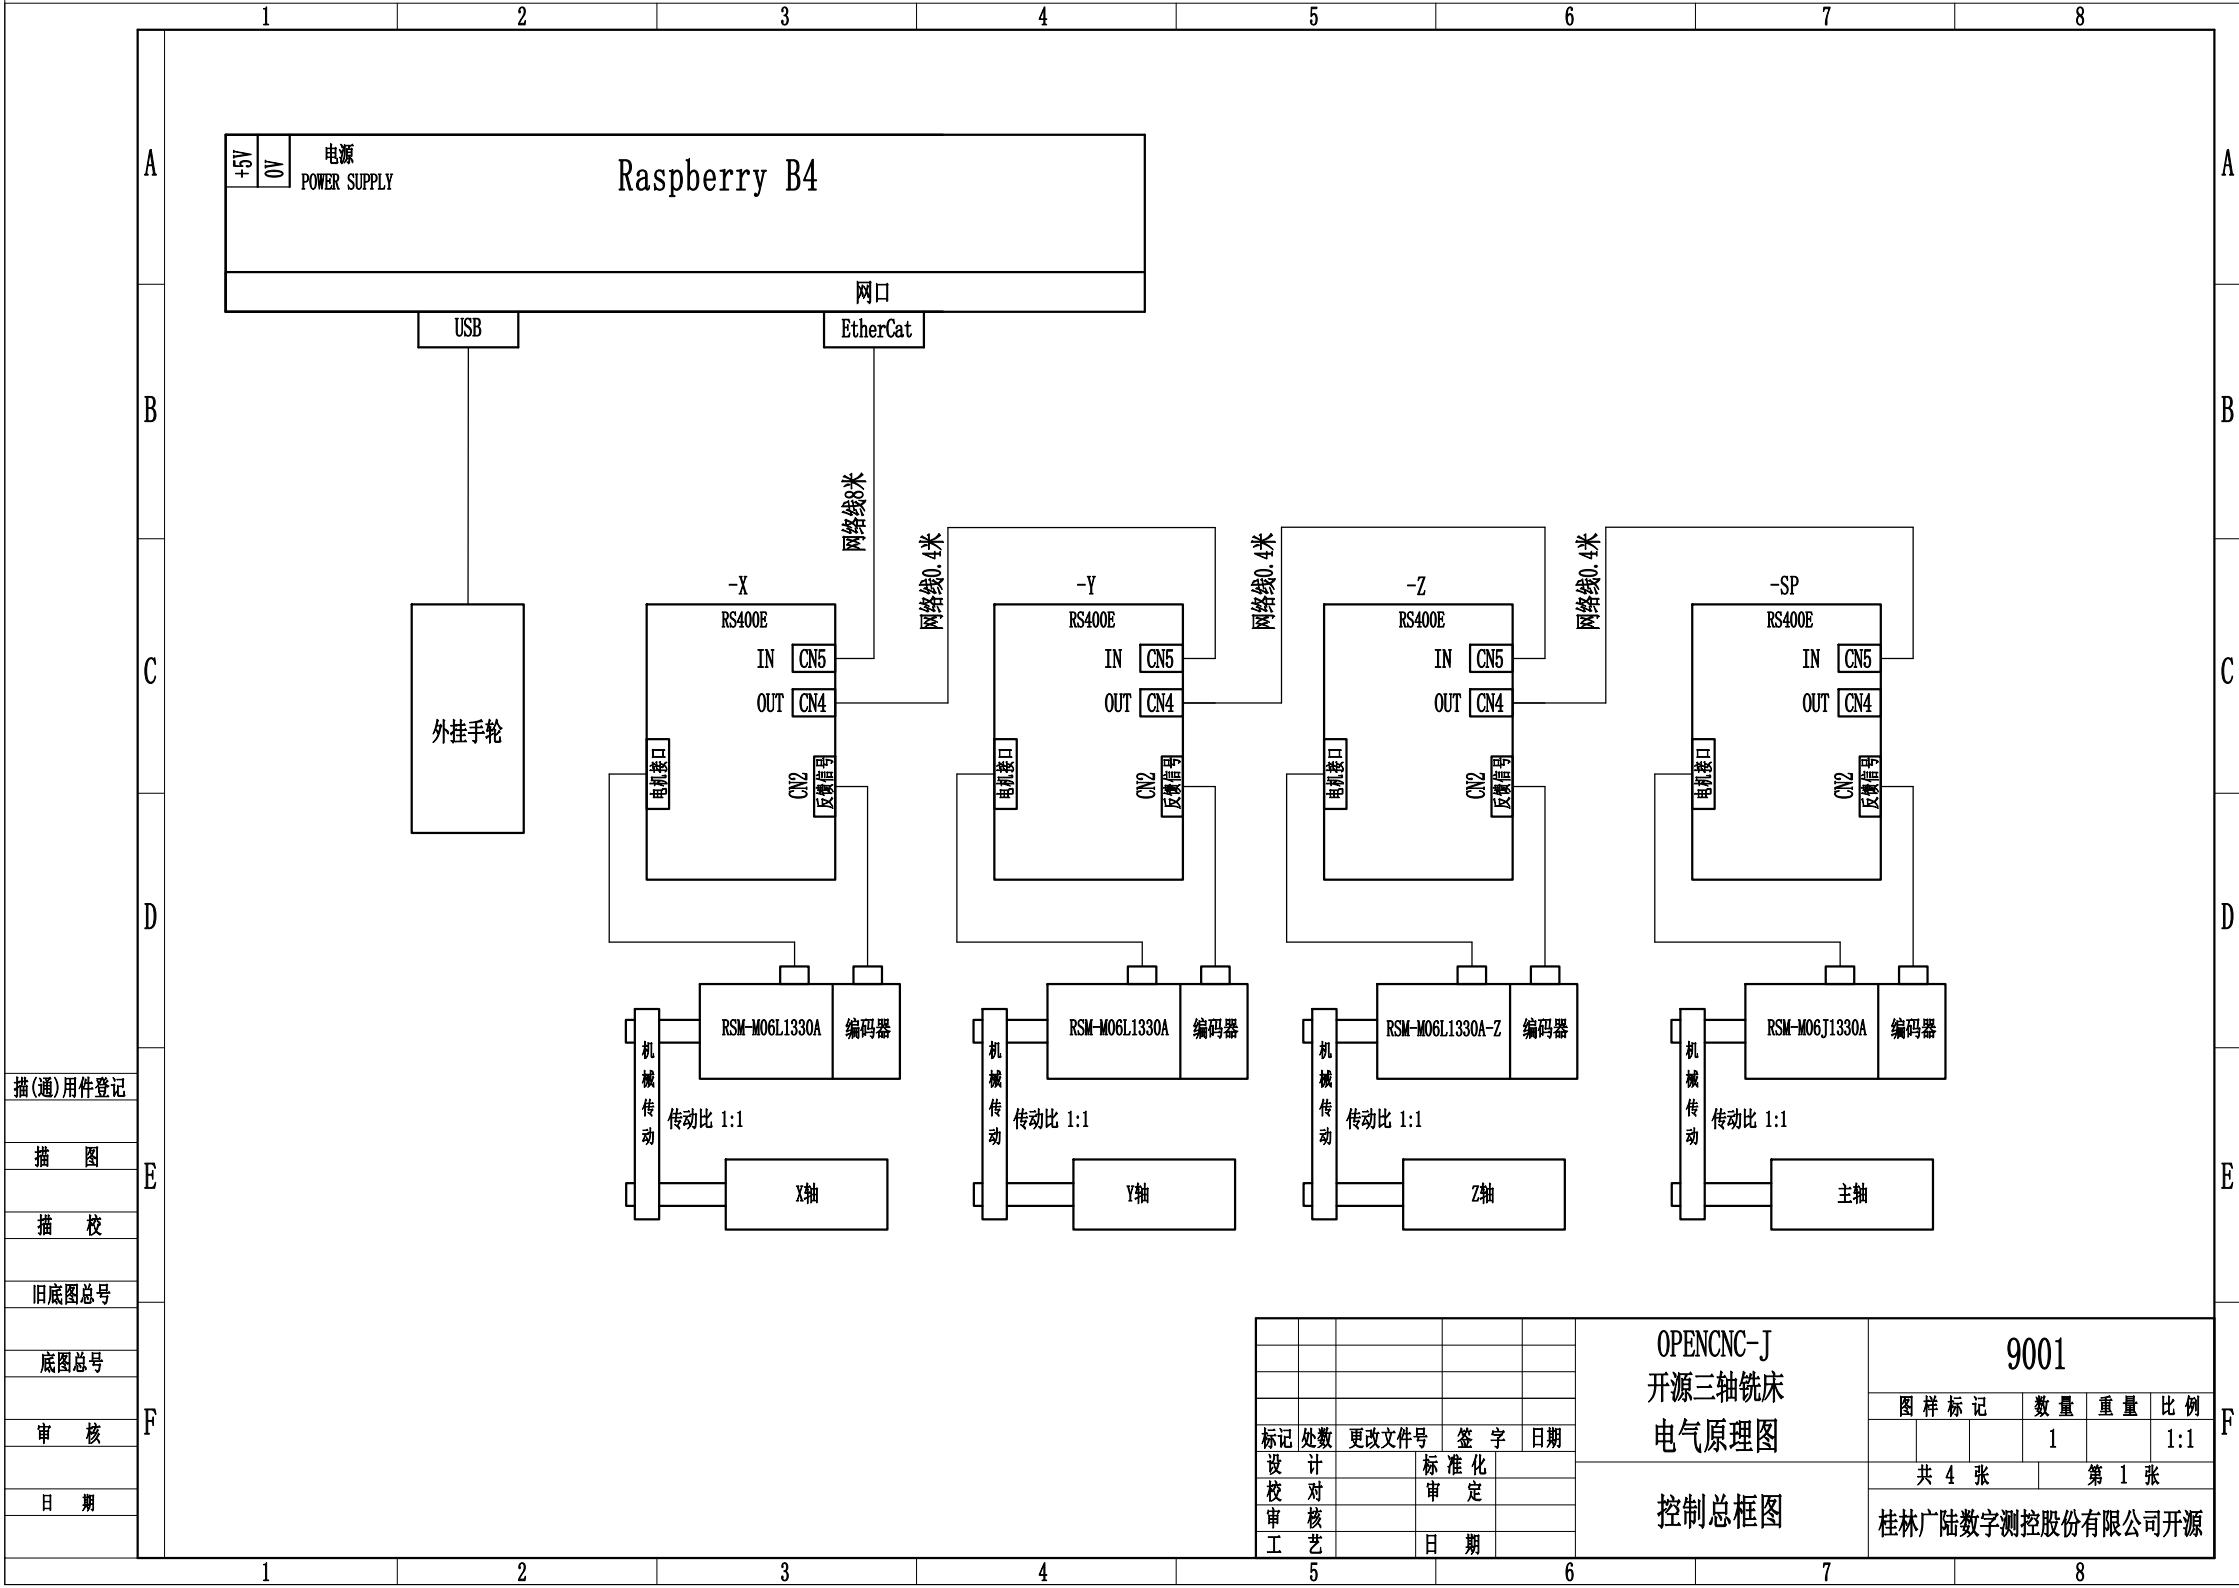 1 2 3 4 5 6 7 8
A A
+5V 0V 电源
POWER SUPPLY
Raspberry B4
网口
USB EtherCat
B B
网络线8米
网络线0.4米
网络线0.4米
网络线0.4米
-X -Y -Z -SP
RS400E RS400E RS400E RS400E
IN CN5 IN CN5 IN CN5 IN CN5
C C
OUT CN4 OUT CN4 OUT CN4 OUT CN4
外挂手轮
电机接口 CN2 反馈信号 电机接口 CN2 反馈信号 电机接口 CN2 反馈信号 电机接口 CN2 反馈信号
D D
RSM-M06L1330A 编码器 RSM-M06L1330A 编码器 RSM-M06L1330A-Z 编码器 RSM-M06J1330A 编码器
机械传动 机械传动 机械传动 机械传动
传动比 1:1 传动比 1:1 传动比 1:1 传动比 1:1
E E
X轴 Y轴 Z轴 主轴
描(通)用件登记
描 图
描 校
旧底图总号
底图总号
审 核
日 期
F F
标记 处数 更改文件号 签 字 日期
设 计 标 准 化
校 对 审 定
审 核
工 艺 日 期
OPENCNC-J
开源三轴铣床
电气原理图
控制总框图
9001
图 样 标 记 数 量 重 量 比 例
1 1:1
共 4 张 第 1 张
桂林广陆数字测控股份有限公司开源
1 2 3 4 5 6 7 8